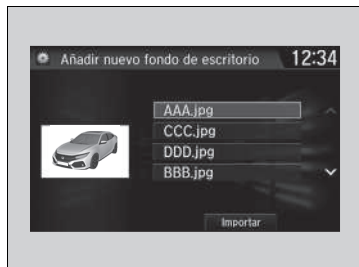 Añadir nuevo fondo de escritorio 12:34
AAA.jpg
CCC.jpg
DDD.jpg
BBB.jpg
Importar